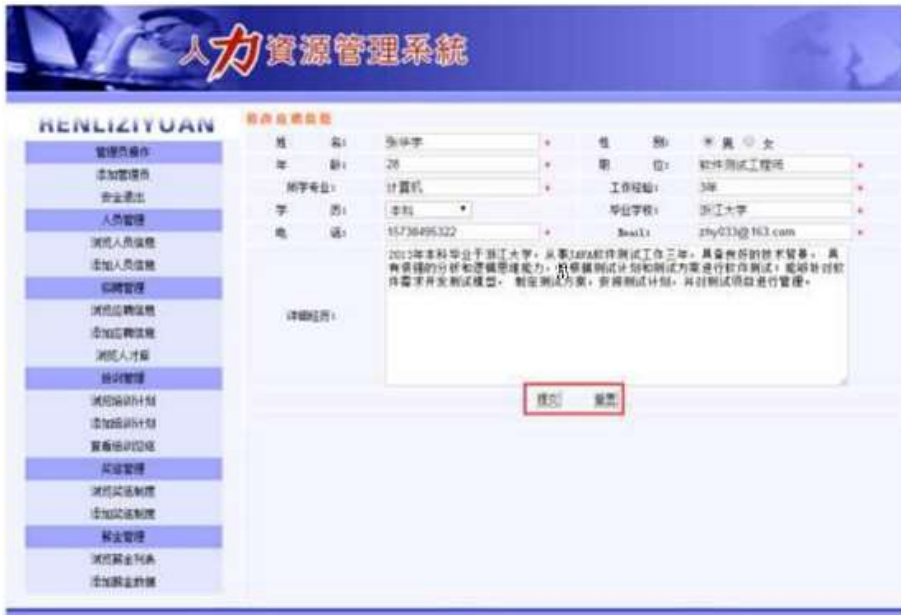 人力資源管理系統
RENLIZIYUAN
管理员操作
添加管理员
安全退出
人员管理
浏览人员信息
添加人员信息
招聘管理
浏览应聘信息
添加应聘信息
浏览人才库
培训管理
浏览培训计划
添加培训计划
查看培训总结
奖惩管理
浏览奖惩制度
添加奖惩制度
薪金管理
浏览薪金列表
添加薪金数据
修改应聘信息
姓 名: 张华宇 * 性 别: 男 女
年 龄: 28 * 职 位: 软件测试工程师 *
所学专业: 计算机 * 工作经验: 3年 *
学 历: 本科 毕业学校: 浙江大学 *
电 话: 15738495322 * Email: zhy033@163.com *
详细经历:
2013年本科毕业于浙江大学，从事JAVA软件测试工作三年，具备良好的技术背景， 具
有很强的分析和逻辑思维能力，根据测试计划和测试方案进行软件测试；能够针对软
件需求开发测试模型， 制定测试方案，安排测试计划，并对测试项目进行管理。
提交 重置